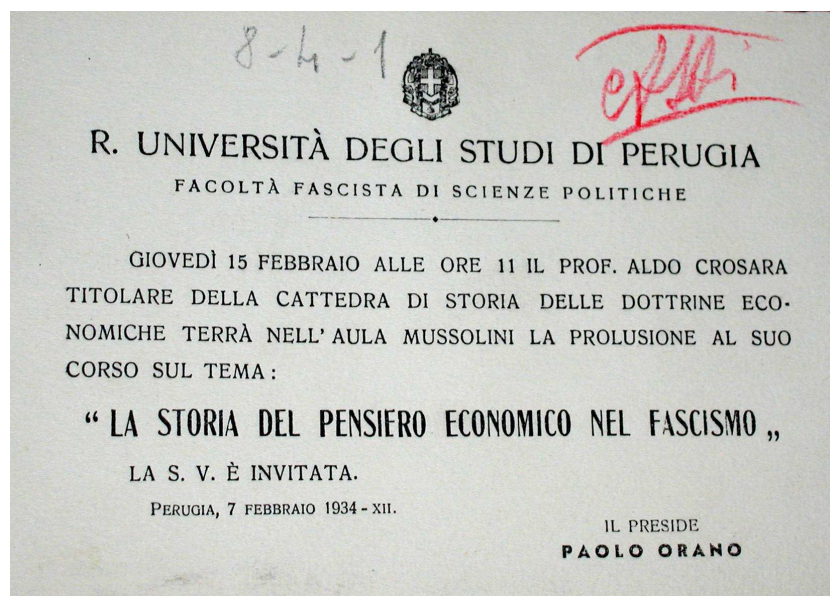 8-4-1
R. UNIVERSITÀ DEGLI STUDI DI PERUGIA
FACOLTÀ FASCISTA DI SCIENZE POLITICHE
GIOVEDÌ 15 FEBBRAIO ALLE ORE 11 IL PROF. ALDO CROSARA
TITOLARE DELLA CATTEDRA DI STORIA DELLE DOTTRINE ECO-
NOMICHE TERRÀ NELL'AULA MUSSOLINI LA PROLUSIONE AL SUO
CORSO SUL TEMA:
“ LA STORIA DEL PENSIERO ECONOMICO NEL FASCISMO „
LA S. V. È INVITATA.
PERUGIA, 7 FEBBRAIO 1934 - XII.
IL PRESIDE
PAOLO ORANO